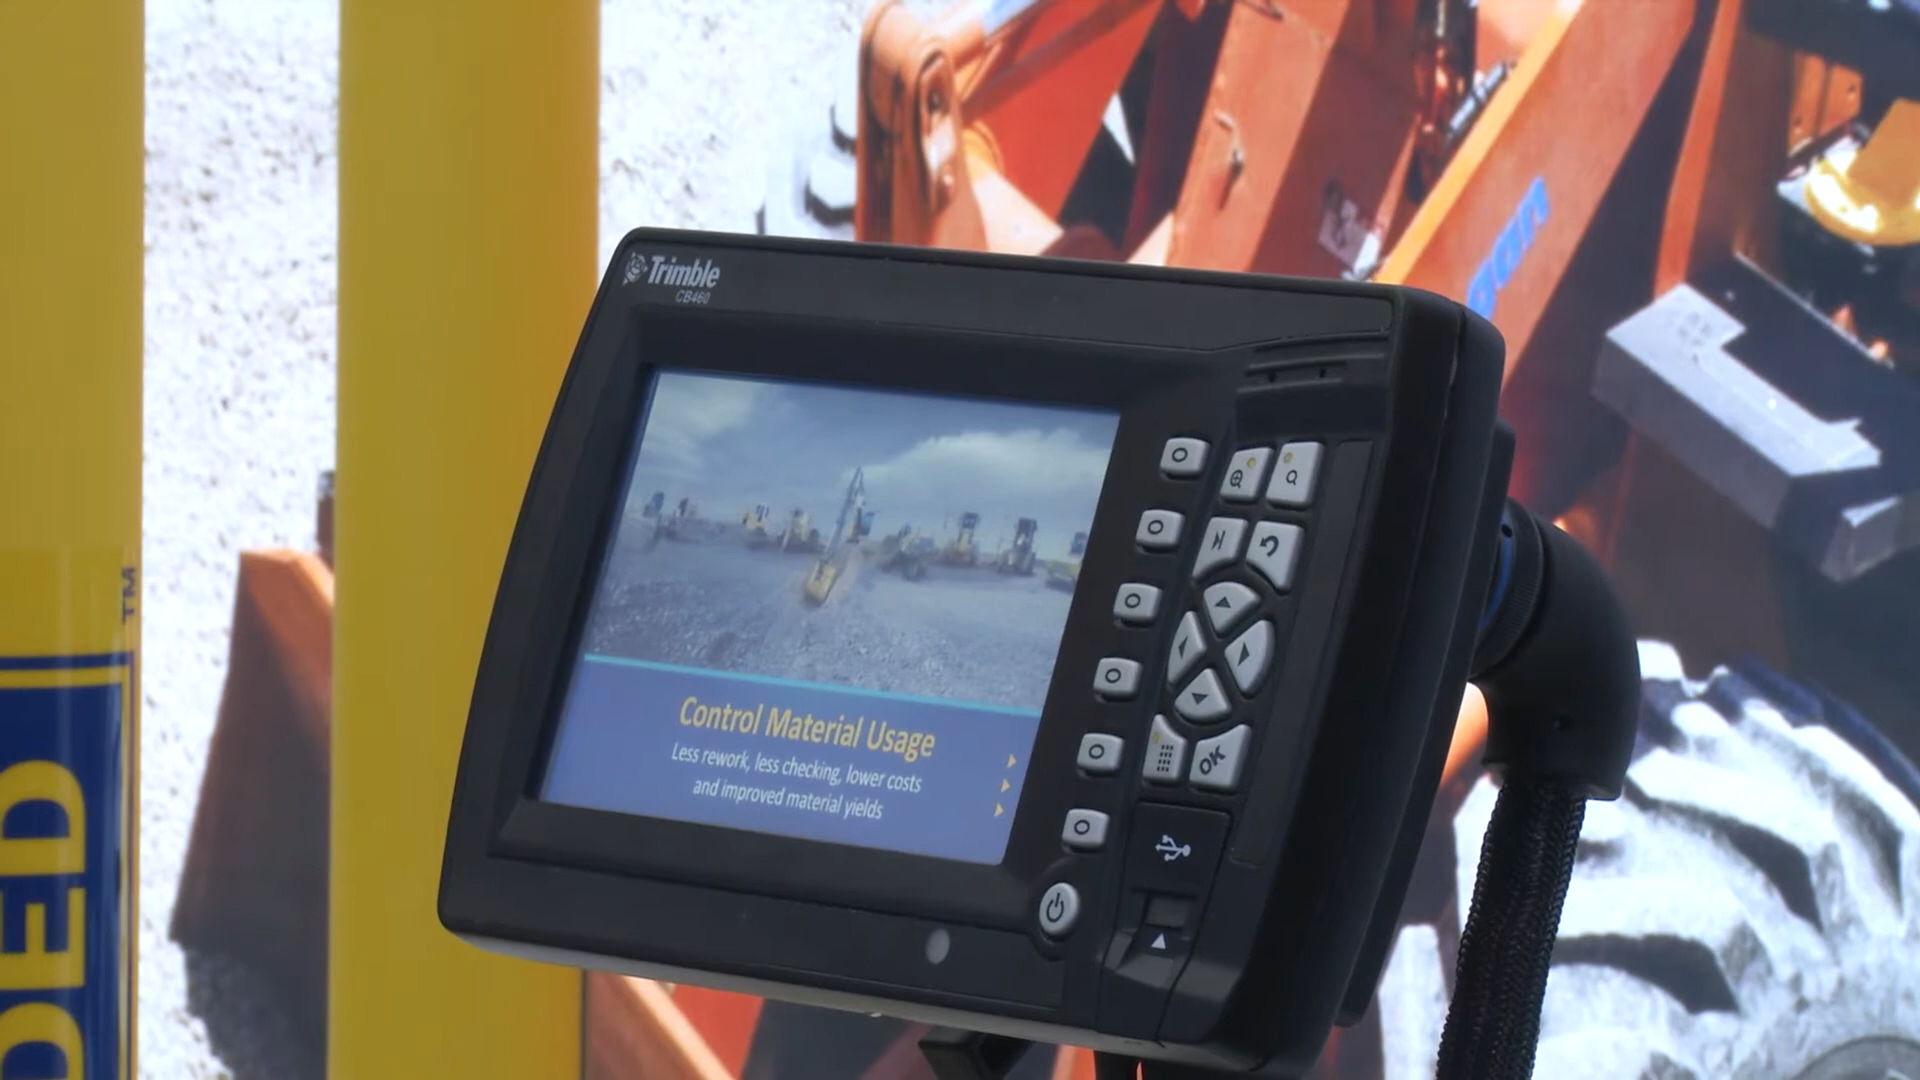 Trimble
CB460
Control Material Usage
Less rework, less checking, lower costs
and improved material yields
OK
DED
TM